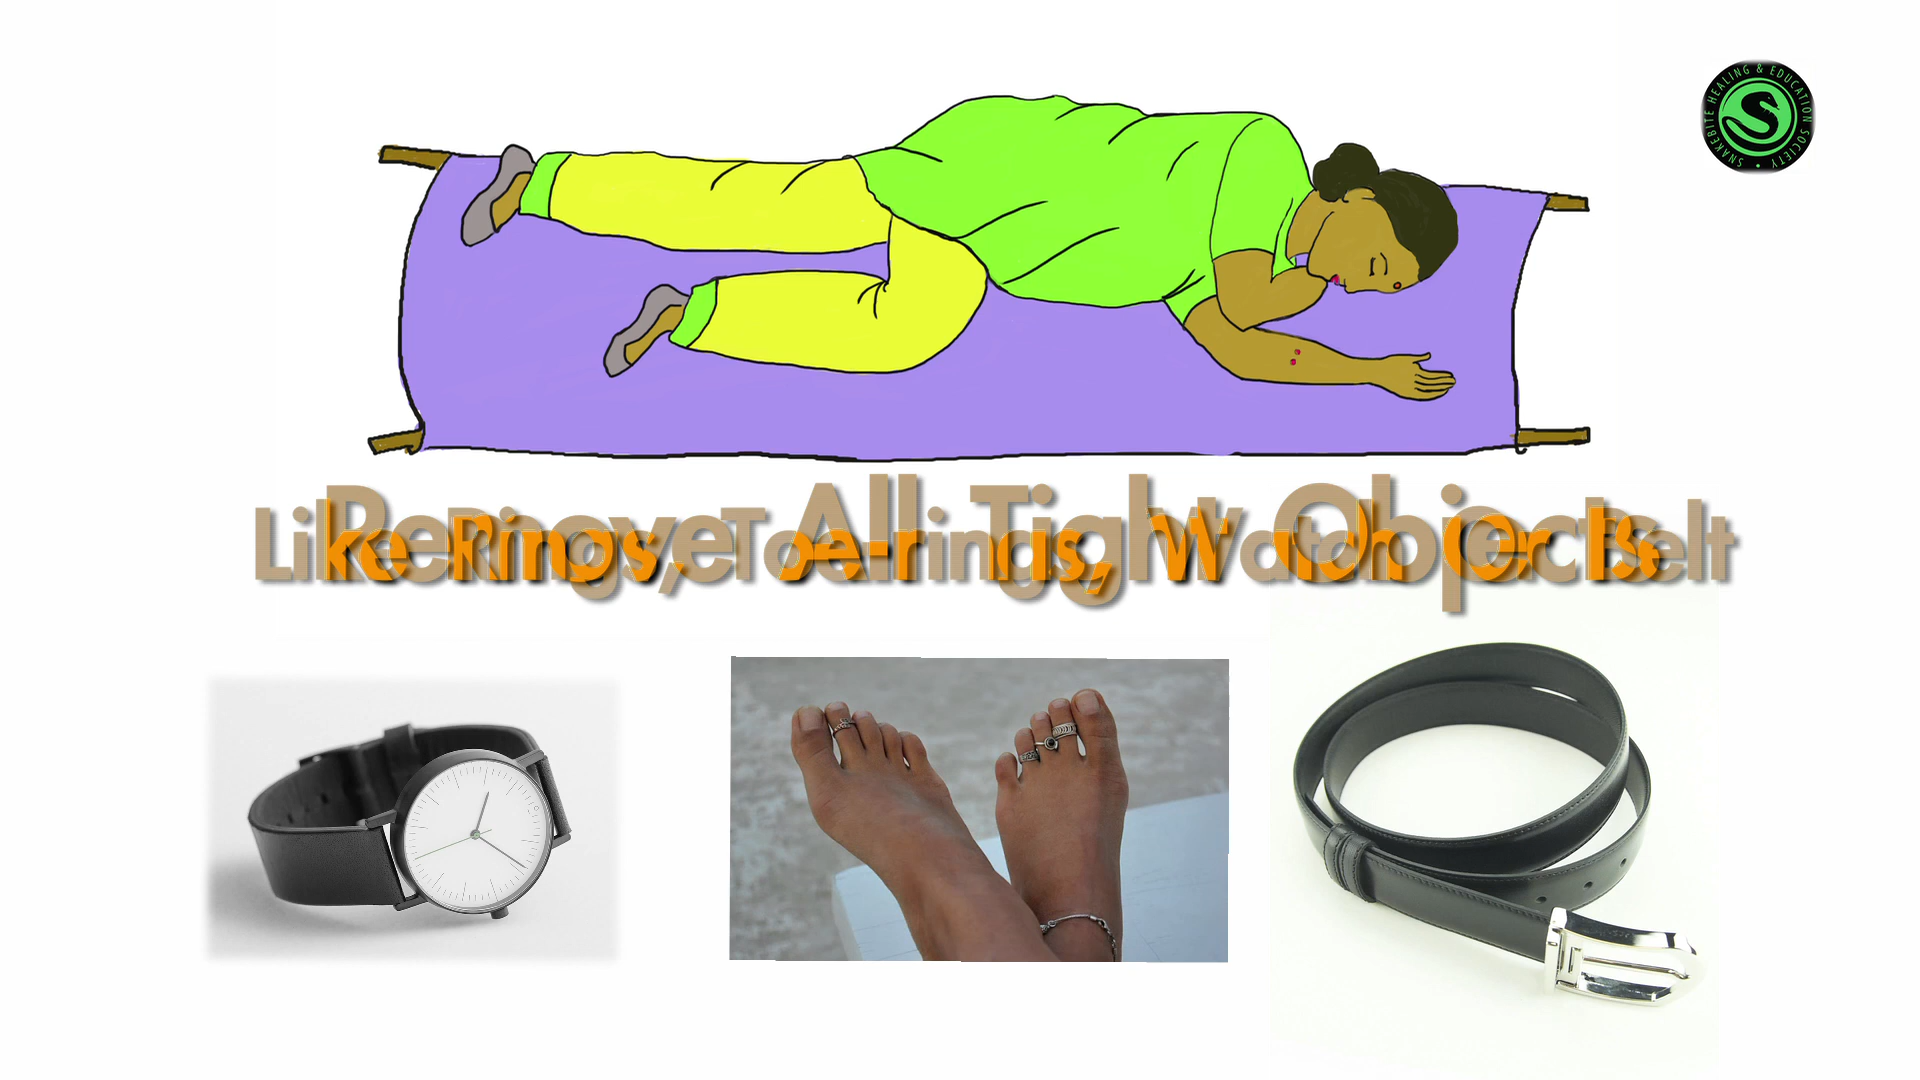 SNAKEBITE HEALING & EDUCATION SOCIETY
Remove All Tight Objects
Like Rings, Toe-rings, Watch Or Belt